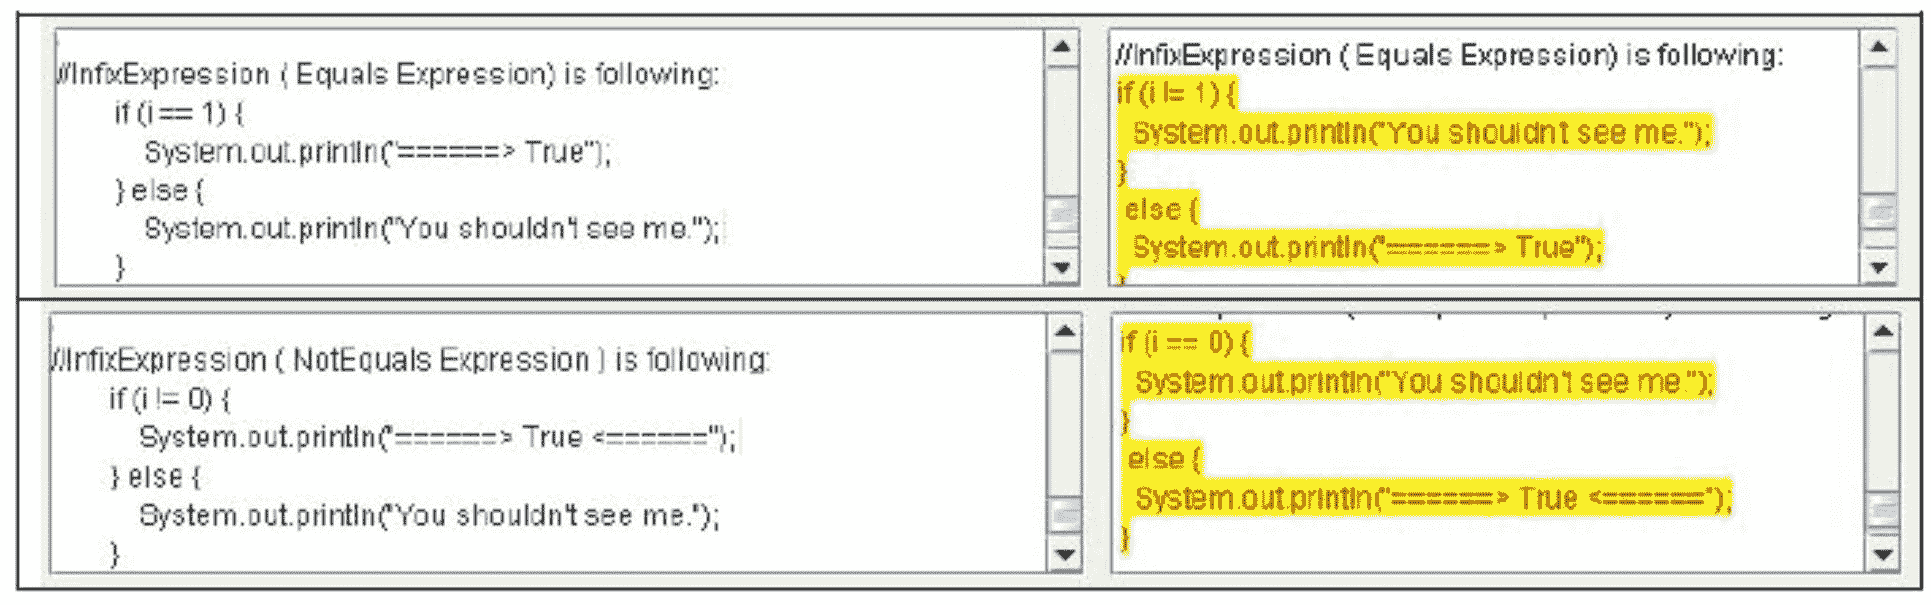 //InfixExpression ( Equals Expression) is following:
if (i == 1) {
System.out.println("======> True");
} else {
System.out.println("You shouldn't see me.");
}
//InfixExpression ( Equals Expression) is following:
if (i != 1) {
System.out.println("You shouldn't see me.");
}
else {
System.out.println("======> True");
}
//InfixExpression ( NotEquals Expression ) is following:
if (i != 0) {
System.out.println("======> True <======");
} else {
System.out.println("You shouldn't see me.");
}
if (i == 0) {
System.out.println("You shouldn't see me.");
}
else {
System.out.println("======> True <======");
}